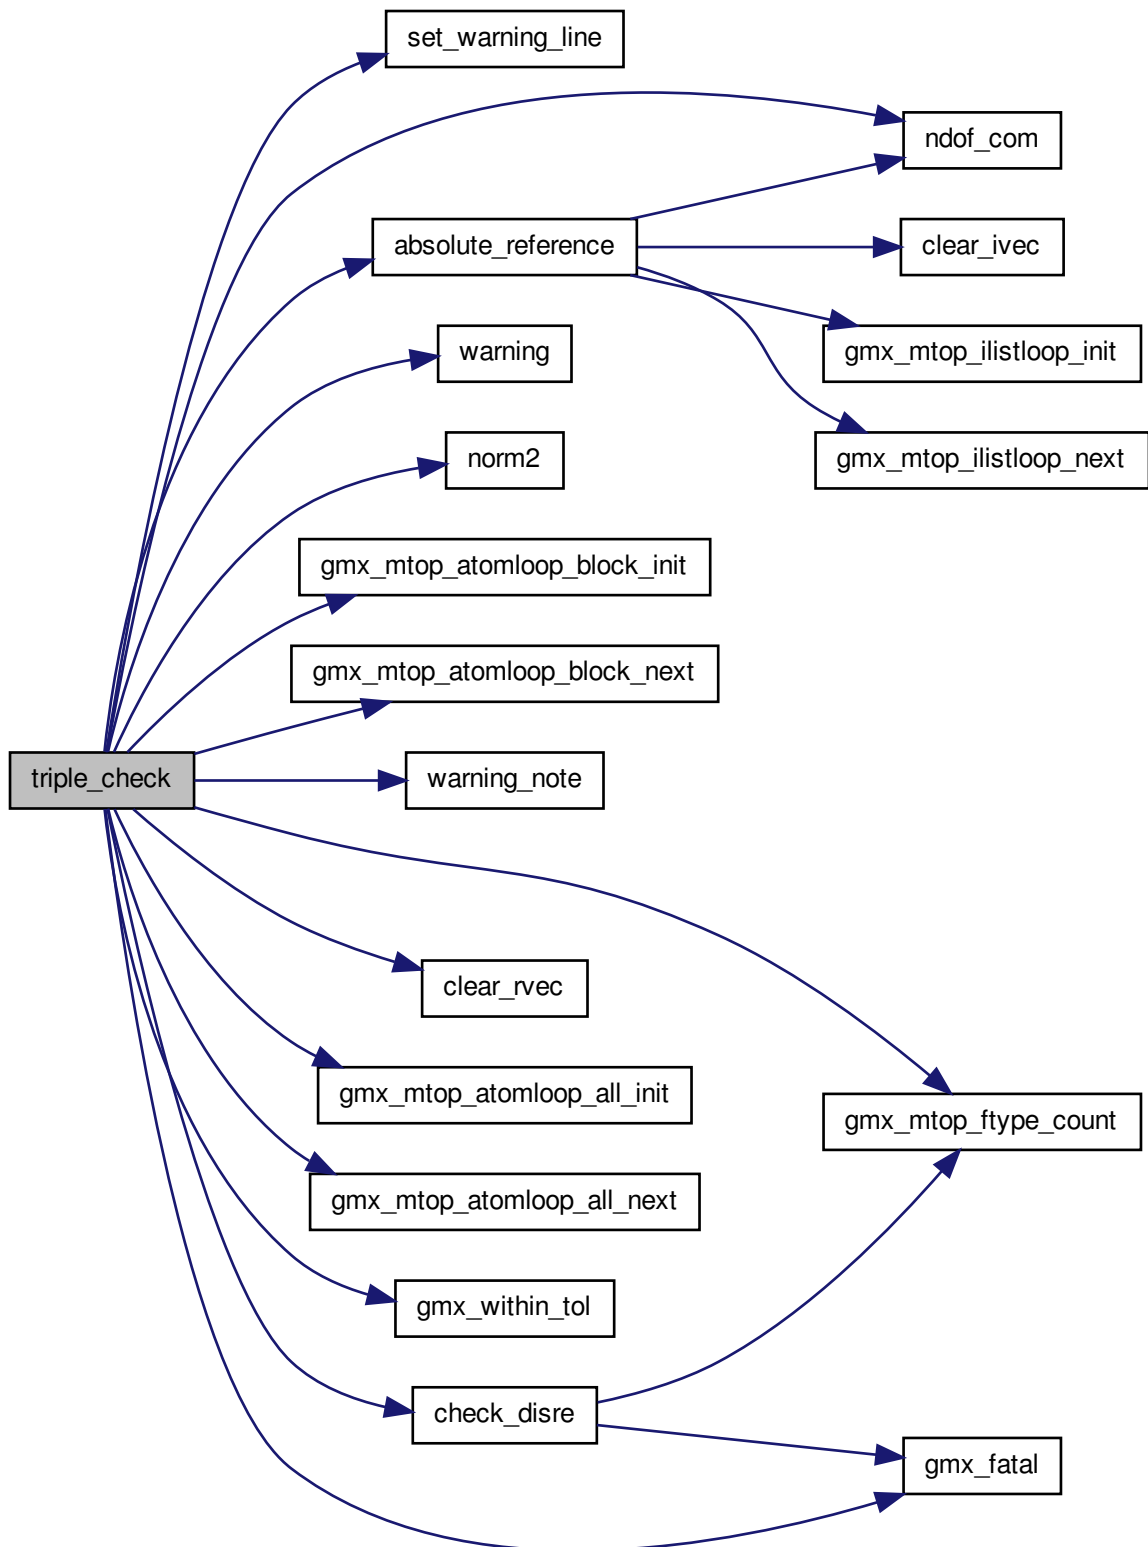 set_warning_line
ndof_com
absolute_reference
clear_ivec
warning
gmx_mtop_ilistloop_init
norm2
gmx_mtop_ilistloop_next
gmx_mtop_atomloop_block_init
gmx_mtop_atomloop_block_next
triple_check
warning_note
clear_rvec
gmx_mtop_atomloop_all_init
gmx_mtop_ftype_count
gmx_mtop_atomloop_all_next
gmx_within_tol
check_disre
gmx_fatal